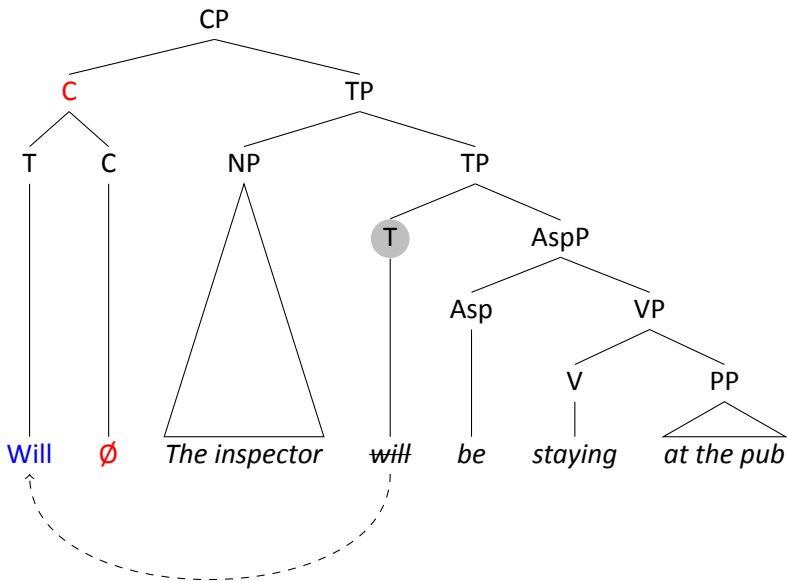 CP
C TP
T C NP TP
T AspP
Asp VP
V PP
Will Ø The inspector will be staying at the pub